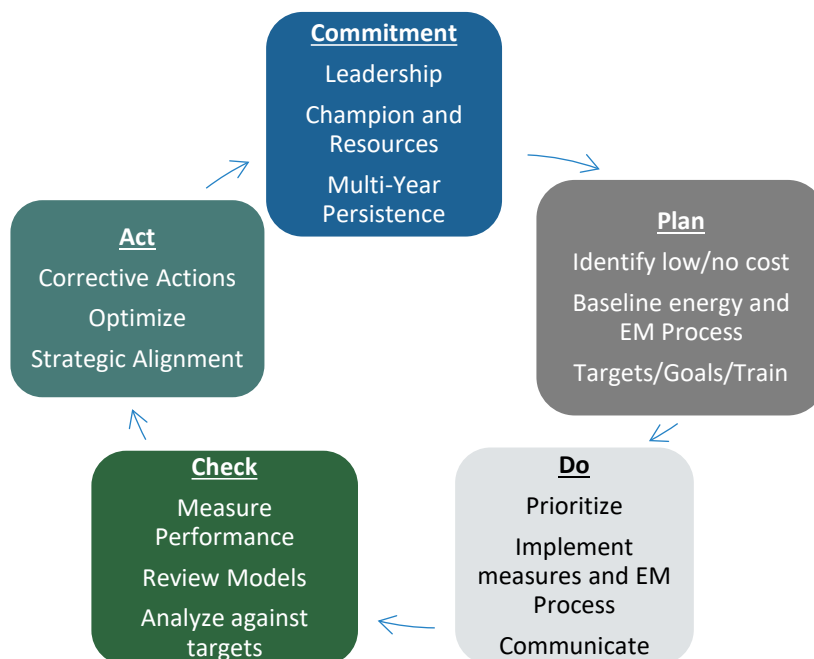 Commitment
Leadership
Champion and
Resources
Multi-Year
Persistence
Plan
Identify low/no cost
Baseline energy and
EM Process
Targets/Goals/Train
Do
Prioritize
Implement
measures and EM
Process
Communicate
Check
Measure
Performance
Review Models
Analyze against
targets
Act
Corrective Actions
Optimize
Strategic Alignment